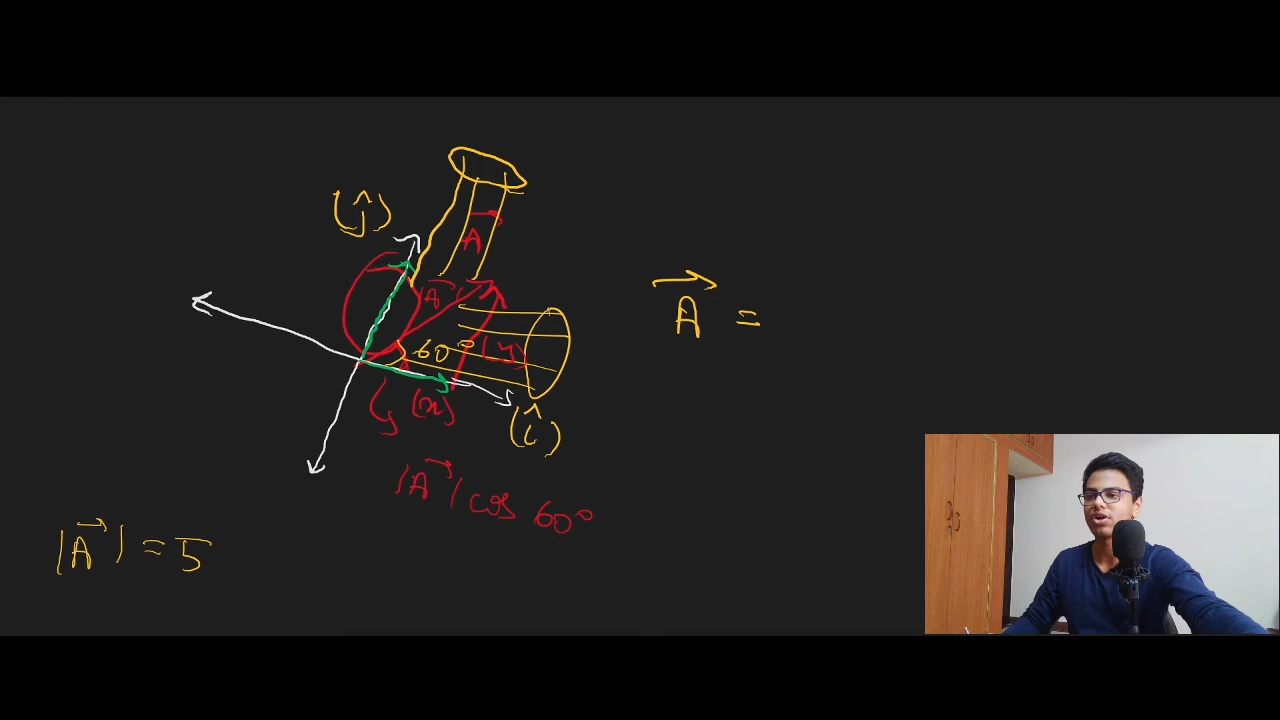 (ĵ)
A⃗
|A⃗|
A⃗ =
60°
(y)
(x)
(î)
|A⃗| cos 60°
|A⃗| = 5